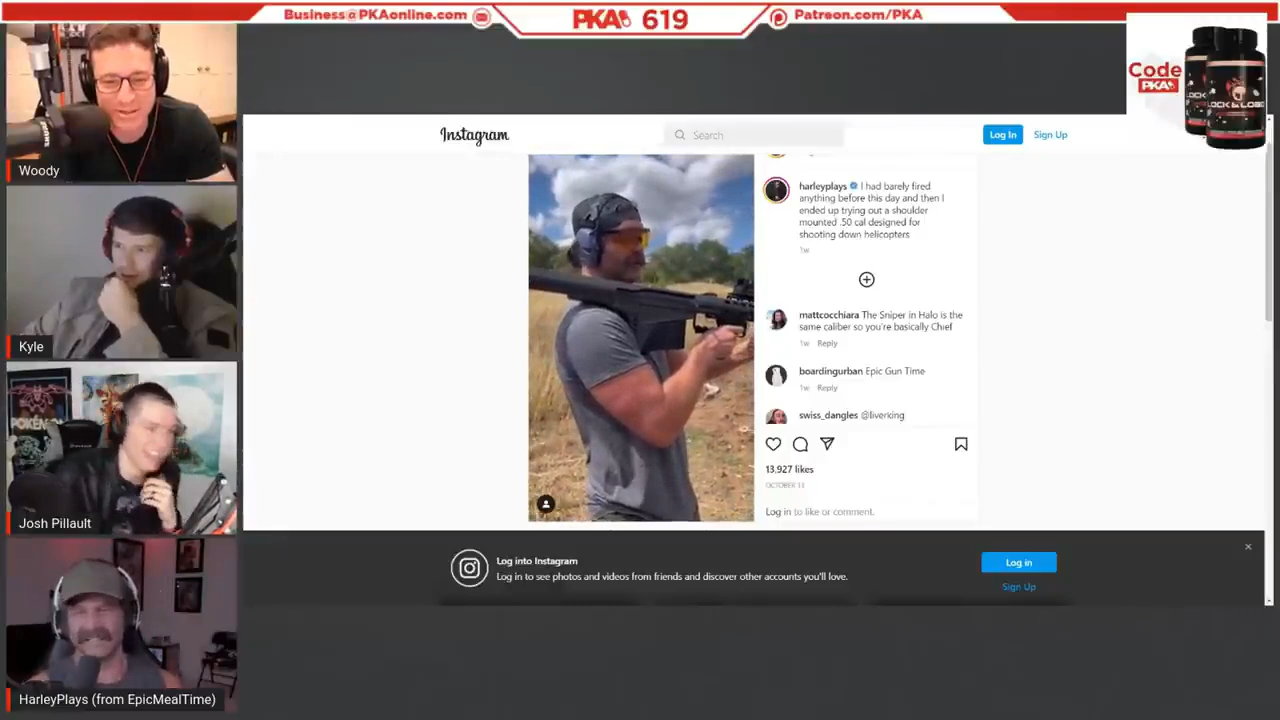 Business@PKAonline.com
PKA 619
Patreon.com/PKA
Code
PKA
LOCK & LOAD
Woody
Kyle
POKÉMON
Josh Pillault
HarleyPlays (from EpicMealTime)
Instagram
Search
Log In
Sign Up
harleyplays I had barely fired
anything before this day and then I
ended up trying out a shoulder
mounted .50 cal designed for
shooting down helicopters
1w
mattcocchiara The Sniper in Halo is the
same caliber so you're basically Chief
1w Reply
boardingurban Epic Gun Time
1w Reply
swiss_dangles @liverking
13,927 likes
OCTOBER 13
Log in to like or comment.
Log into Instagram
Log in to see photos and videos from friends and discover other accounts you'll love.
Log in
Sign Up